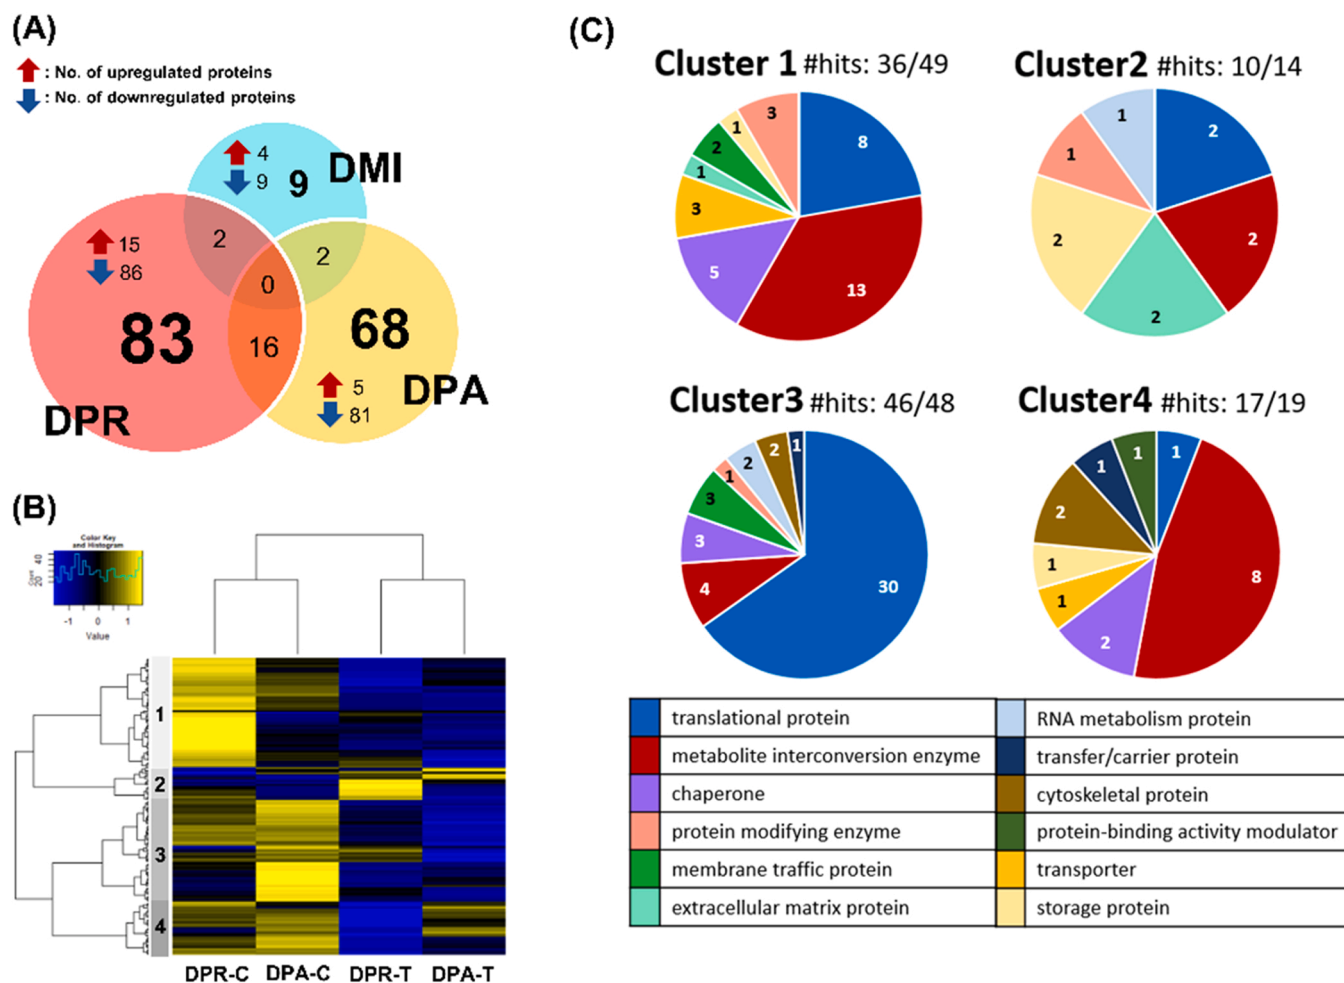 (A)
: No. of upregulated proteins
: No. of downregulated proteins
4
9
9
DMI
15
86
2
2
0
83
16
68
5
81
DPR
DPA
(B)
Color Key
and Histogram
Count
20 40
-1 0 1
Value
1
2
3
4
DPR-C DPA-C DPR-T DPA-T
(C)
Cluster 1 #hits: 36/49
8
13
5
3
1
2
1
3
Cluster2 #hits: 10/14
2
2
2
2
1
1
Cluster3 #hits: 46/48
30
4
3
3
1
2
2
1
Cluster4 #hits: 17/19
1
8
2
1
1
2
1
1
translational protein
metabolite interconversion enzyme
chaperone
protein modifying enzyme
membrane traffic protein
extracellular matrix protein
RNA metabolism protein
transfer/carrier protein
cytoskeletal protein
protein-binding activity modulator
transporter
storage protein